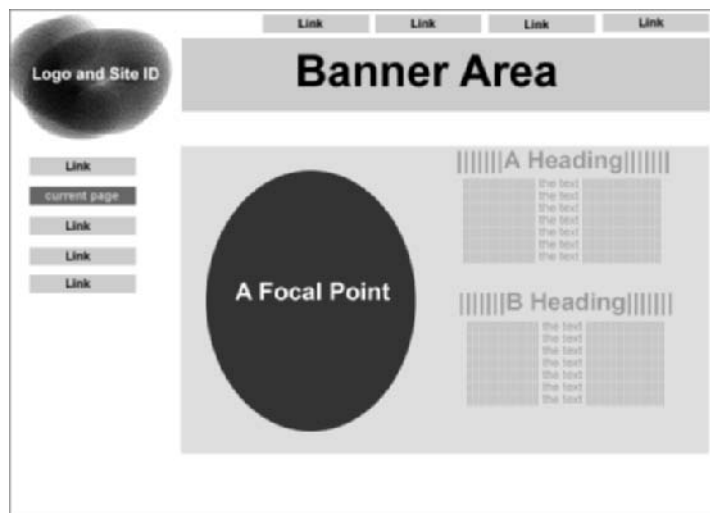 Link Link Link Link
Logo and Site ID
Banner Area
Link
current page
Link
Link
Link
A Focal Point
|||||||A Heading|||||||
the text
the text
the text
the text
the text
the text
the text
|||||||B Heading|||||||
the text
the text
the text
the text
the text
the text
the text